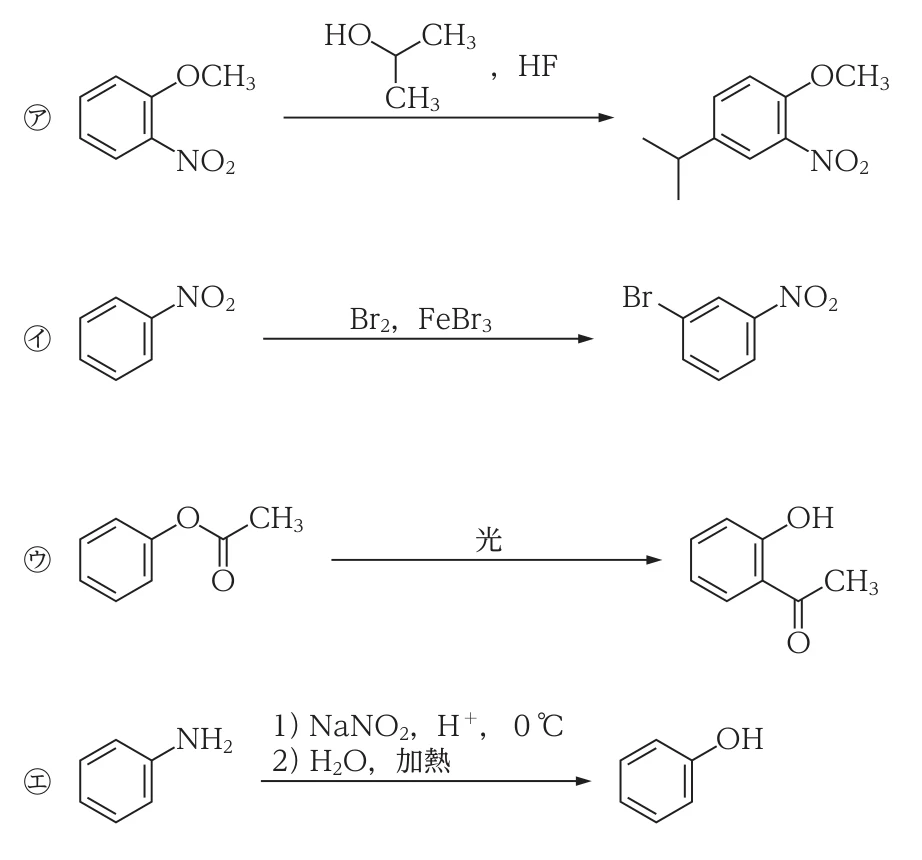 HO CH₃
CH₃
, HF
㋐ OCH₃ NO₂ OCH₃ NO₂
㋑ NO₂ Br₂, FeBr₃ Br NO₂
㋒ O CH₃ O 光 OH CH₃ O
㋓ NH₂ 1) NaNO₂, H⁺, 0℃
2) H₂O, 加熱
OH